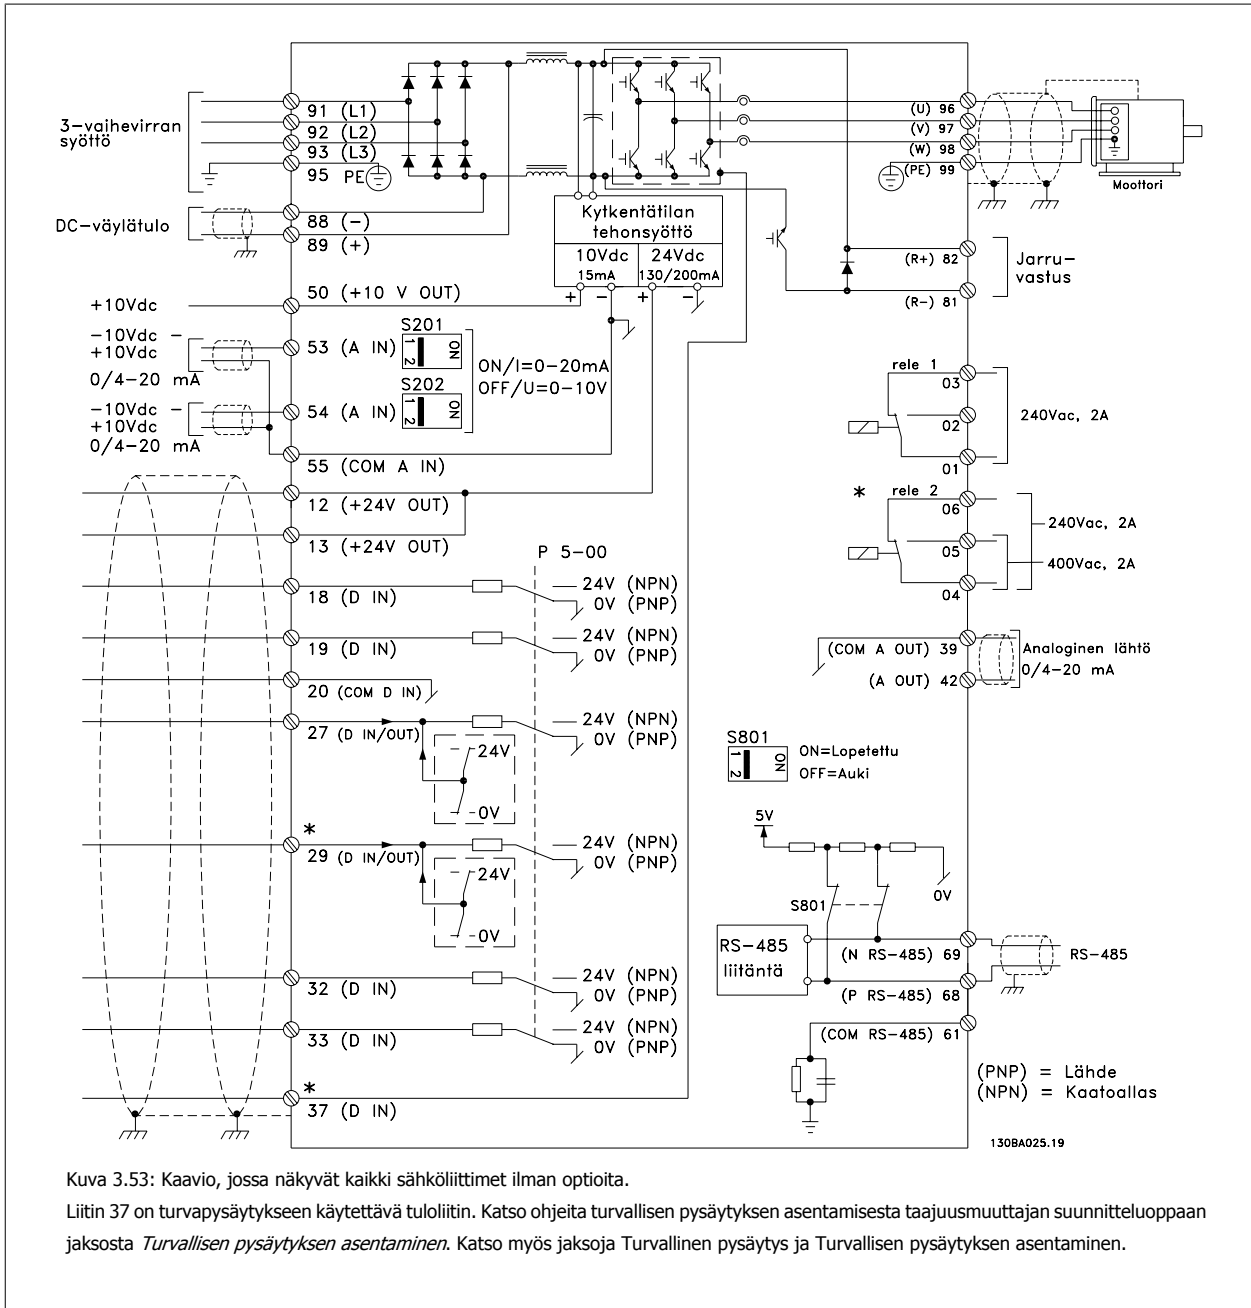 3-vaihevirran
syöttö
91 (L1)
92 (L2)
93 (L3)
95 PE
DC-väylätulo
88 (-)
89 (+)
+10Vdc
50 (+10 V OUT)
-10Vdc -
+10Vdc
0/4-20 mA
53 (A IN)
S201
1 2 ON
ON/I=0-20mA
OFF/U=0-10V
S202
1 2 ON
-10Vdc -
+10Vdc
0/4-20 mA
54 (A IN)
55 (COM A IN)
12 (+24V OUT)
13 (+24V OUT)
Kytkentätilan
tehonsyöttö
10Vdc
15mA
24Vdc
130/200mA
+ - + -
P 5-00
18 (D IN)
24V (NPN)
0V (PNP)
19 (D IN)
24V (NPN)
0V (PNP)
20 (COM D IN)
27 (D IN/OUT)
24V (NPN)
0V (PNP)
24V
0V
*
29 (D IN/OUT)
24V (NPN)
0V (PNP)
24V
0V
32 (D IN)
24V (NPN)
0V (PNP)
33 (D IN)
24V (NPN)
0V (PNP)
*
37 (D IN)
(U) 96
(V) 97
(W) 98
(PE) 99
Moottori
(R+) 82
(R-) 81
Jarru-
vastus
rele 1
03
02
01
240Vac, 2A
*
rele 2
06
05
04
240Vac, 2A
400Vac, 2A
(COM A OUT) 39
(A OUT) 42
Analoginen lähtö
0/4-20 mA
S801
1 2 ON
ON=Lopetettu
OFF=Auki
5V
0V
S801
RS-485
liitäntä
(N RS-485) 69
(P RS-485) 68
(COM RS-485) 61
RS-485
(PNP) = Lähde
(NPN) = Kaatoallas
130BA025.19
Kuva 3.53: Kaavio, jossa näkyvät kaikki sähköliittimet ilman optioita.
Liitin 37 on turvapysäytykseen käytettävä tuloliitin. Katso ohjeita turvallisen pysäytyksen asentamisesta taajuusmuuttajan suunnitteluoppaan
jaksosta Turvallisen pysäytyksen asentaminen. Katso myös jaksoja Turvallinen pysäytys ja Turvallisen pysäytyksen asentaminen.